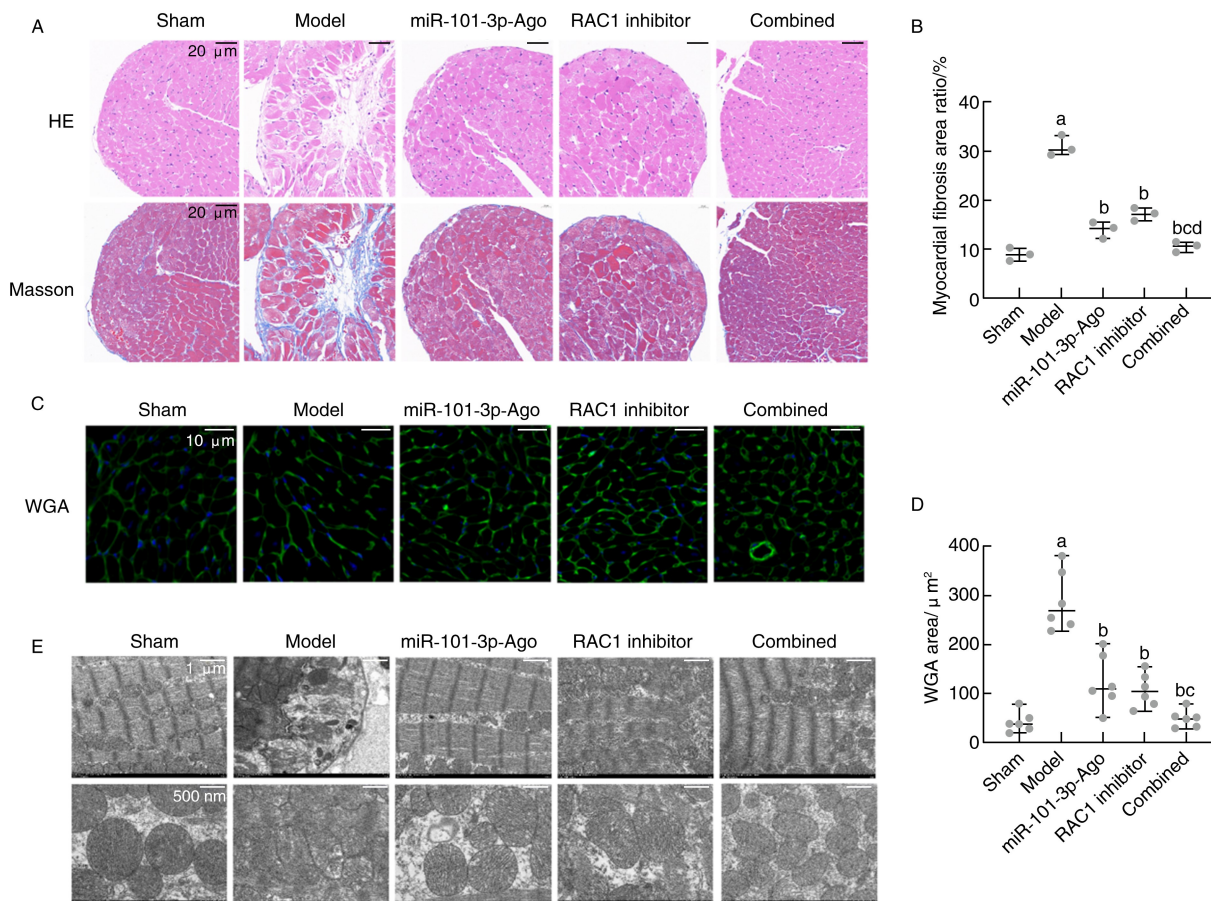 A
Sham Model miR-101-3p-Ago RAC1 inhibitor Combined
20 μm
HE
20 μm
Masson
B
Myocardial fibrosis area ratio/%
40
30
20
10
0
a
b
b
bcd
Sham
Model
miR-101-3p-Ago
RAC1 inhibitor
Combined
C
Sham Model miR-101-3p-Ago RAC1 inhibitor Combined
10 μm
WGA
D
WGA area/ μ m²
400
300
200
100
0
a
b
b
bc
Sham
Model
miR-101-3p-Ago
RAC1 inhibitor
Combined
E
Sham Model miR-101-3p-Ago RAC1 inhibitor Combined
1 μm
500 nm